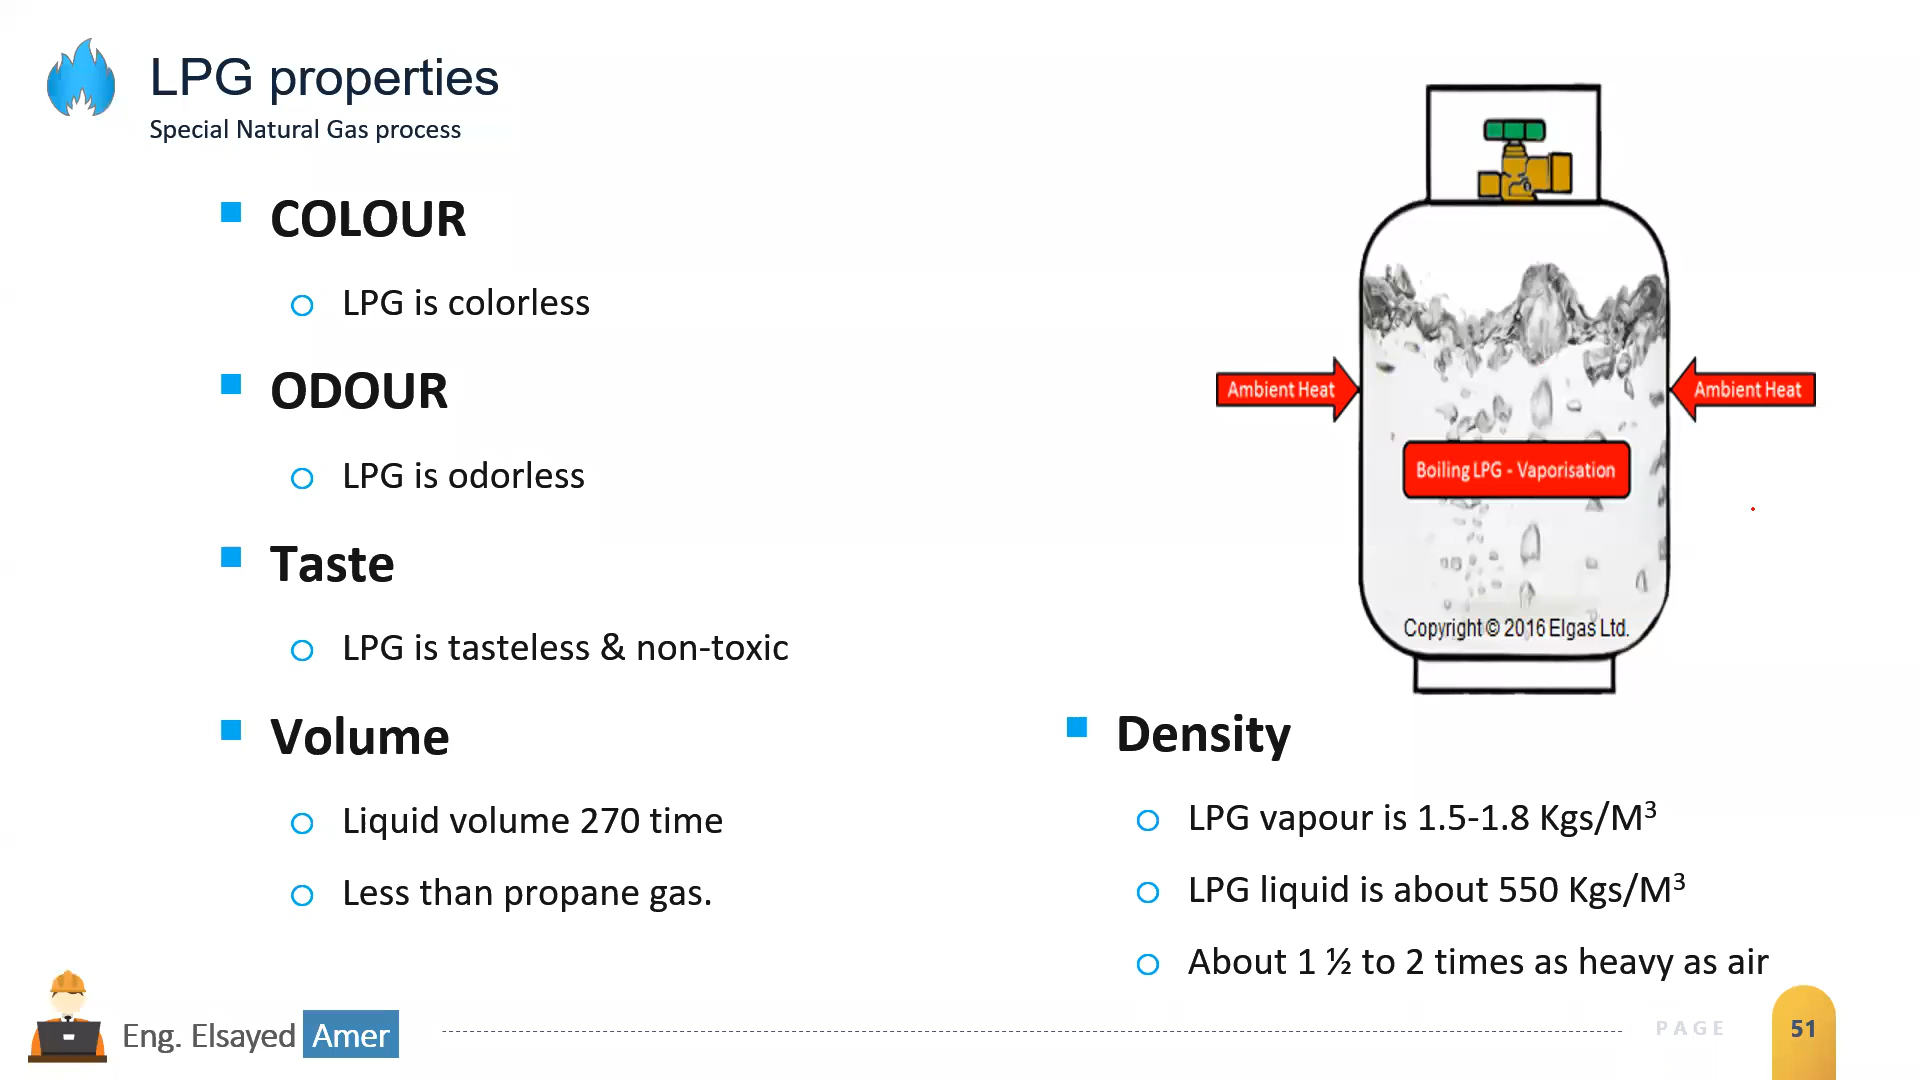 LPG properties
Special Natural Gas process
COLOUR
LPG is colorless
ODOUR
LPG is odorless
Taste
LPG is tasteless & non-toxic
Volume
Liquid volume 270 time
Less than propane gas.
Ambient Heat
Ambient Heat
Boiling LPG - Vaporisation
Copyright © 2016 Elgas Ltd.
Density
LPG vapour is 1.5-1.8 Kgs/M³
LPG liquid is about 550 Kgs/M³
About 1 ½ to 2 times as heavy as air
Eng. Elsayed Amer
PAGE 51